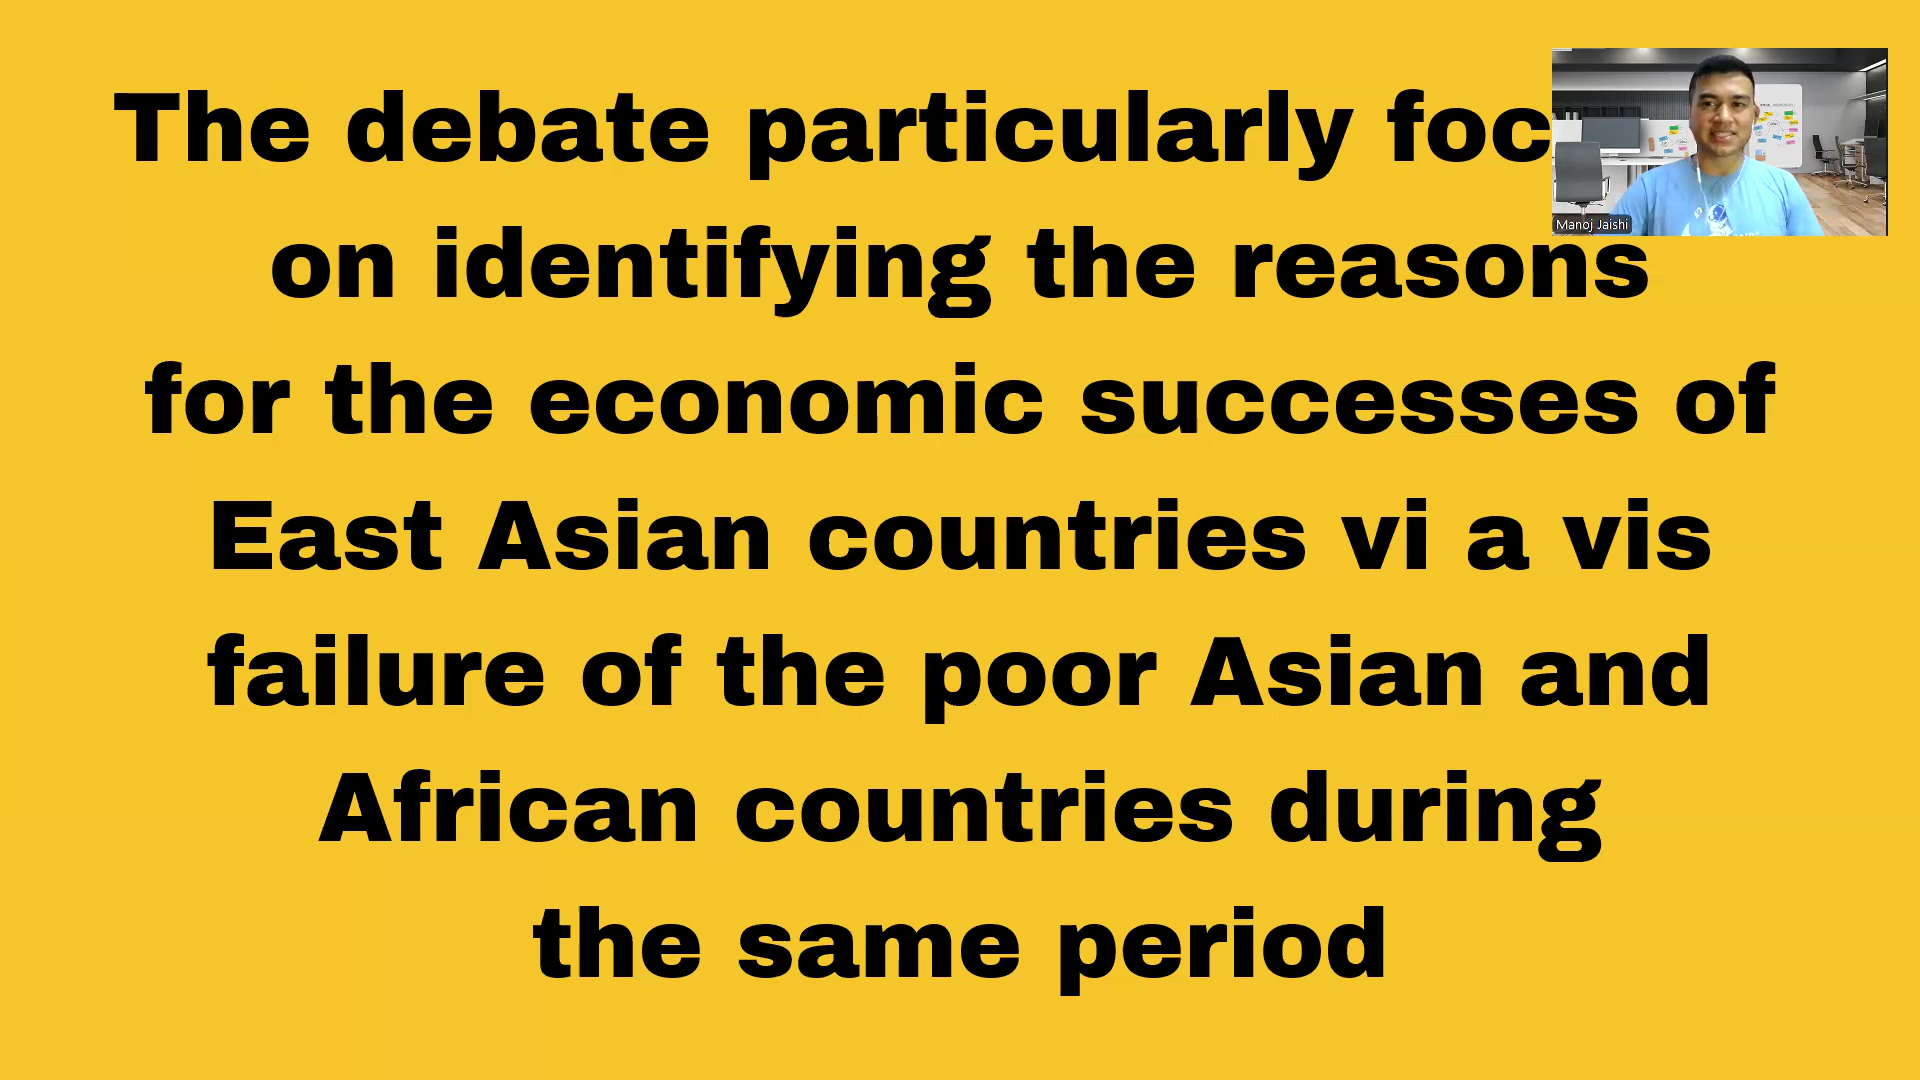 The debate particularly foc
on identifying the reasons
for the economic successes of
East Asian countries vi a vis
failure of the poor Asian and
African countries during
the same period
Manoj Jaishi